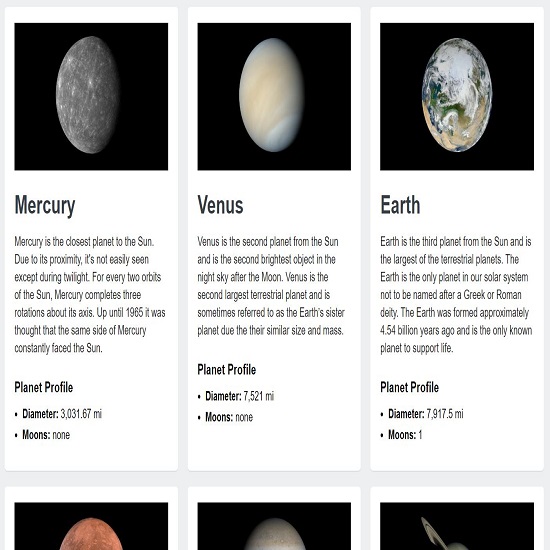 Mercury
Mercury is the closest planet to the Sun.
Due to its proximity, it's not easily seen
except during twilight. For every two orbits
of the Sun, Mercury completes three
rotations about its axis. Up until 1965 it was
thought that the same side of Mercury
constantly faced the Sun.
Planet Profile
• Diameter: 3,031.67 mi
• Moons: none
Venus
Venus is the second planet from the Sun
and is the second brightest object in the
night sky after the Moon. Venus is the
second largest terrestrial planet and is
sometimes referred to as the Earth's sister
planet due the their similar size and mass.
Planet Profile
• Diameter: 7,521 mi
• Moons: none
Earth
Earth is the third planet from the Sun and is
the largest of the terrestrial planets. The
Earth is the only planet in our solar system
not to be named after a Greek or Roman
deity. The Earth was formed approximately
4.54 billion years ago and is the only known
planet to support life.
Planet Profile
• Diameter: 7,917.5 mi
• Moons: 1